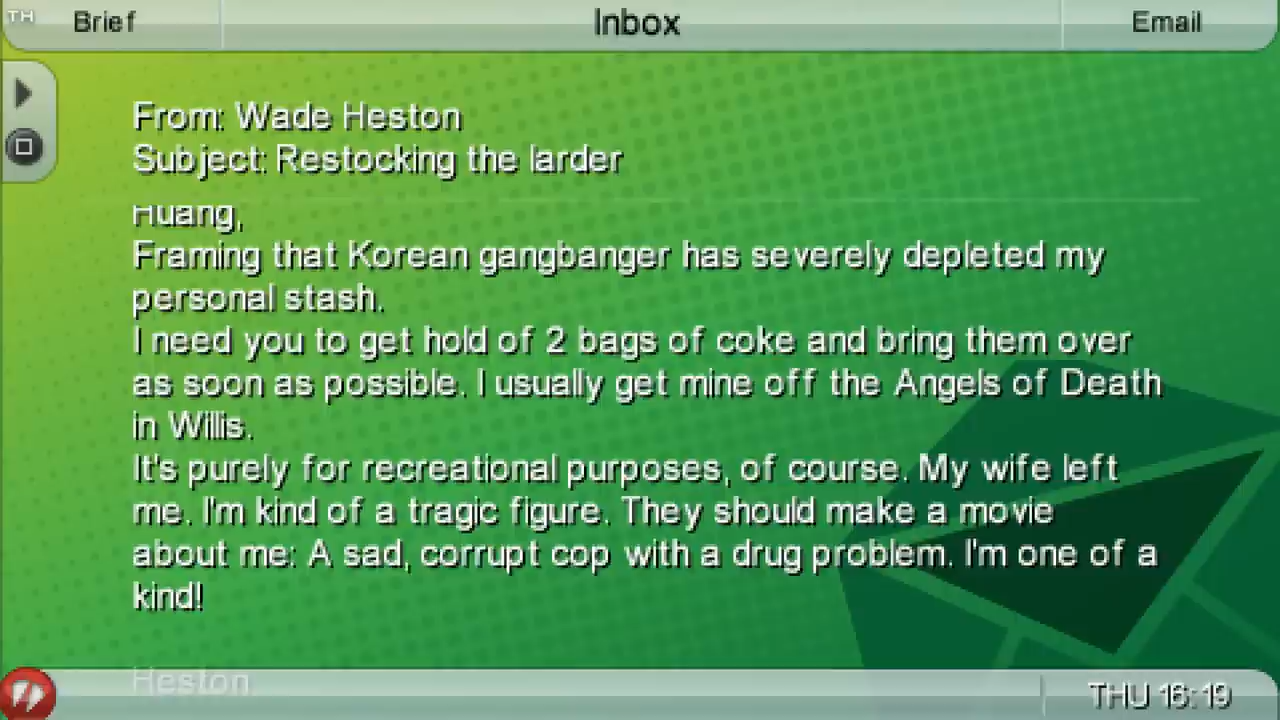 TH
Brief
Inbox
Email
From: Wade Heston
Subject: Restocking the larder
Huang,
Framing that Korean gangbanger has severely depleted my
personal stash.
I need you to get hold of 2 bags of coke and bring them over
as soon as possible. I usually get mine off the Angels of Death
in Willis.
It's purely for recreational purposes, of course. My wife left
me. I'm kind of a tragic figure. They should make a movie
about me: A sad, corrupt cop with a drug problem. I'm one of a
kind!
Heston
THU 16:19